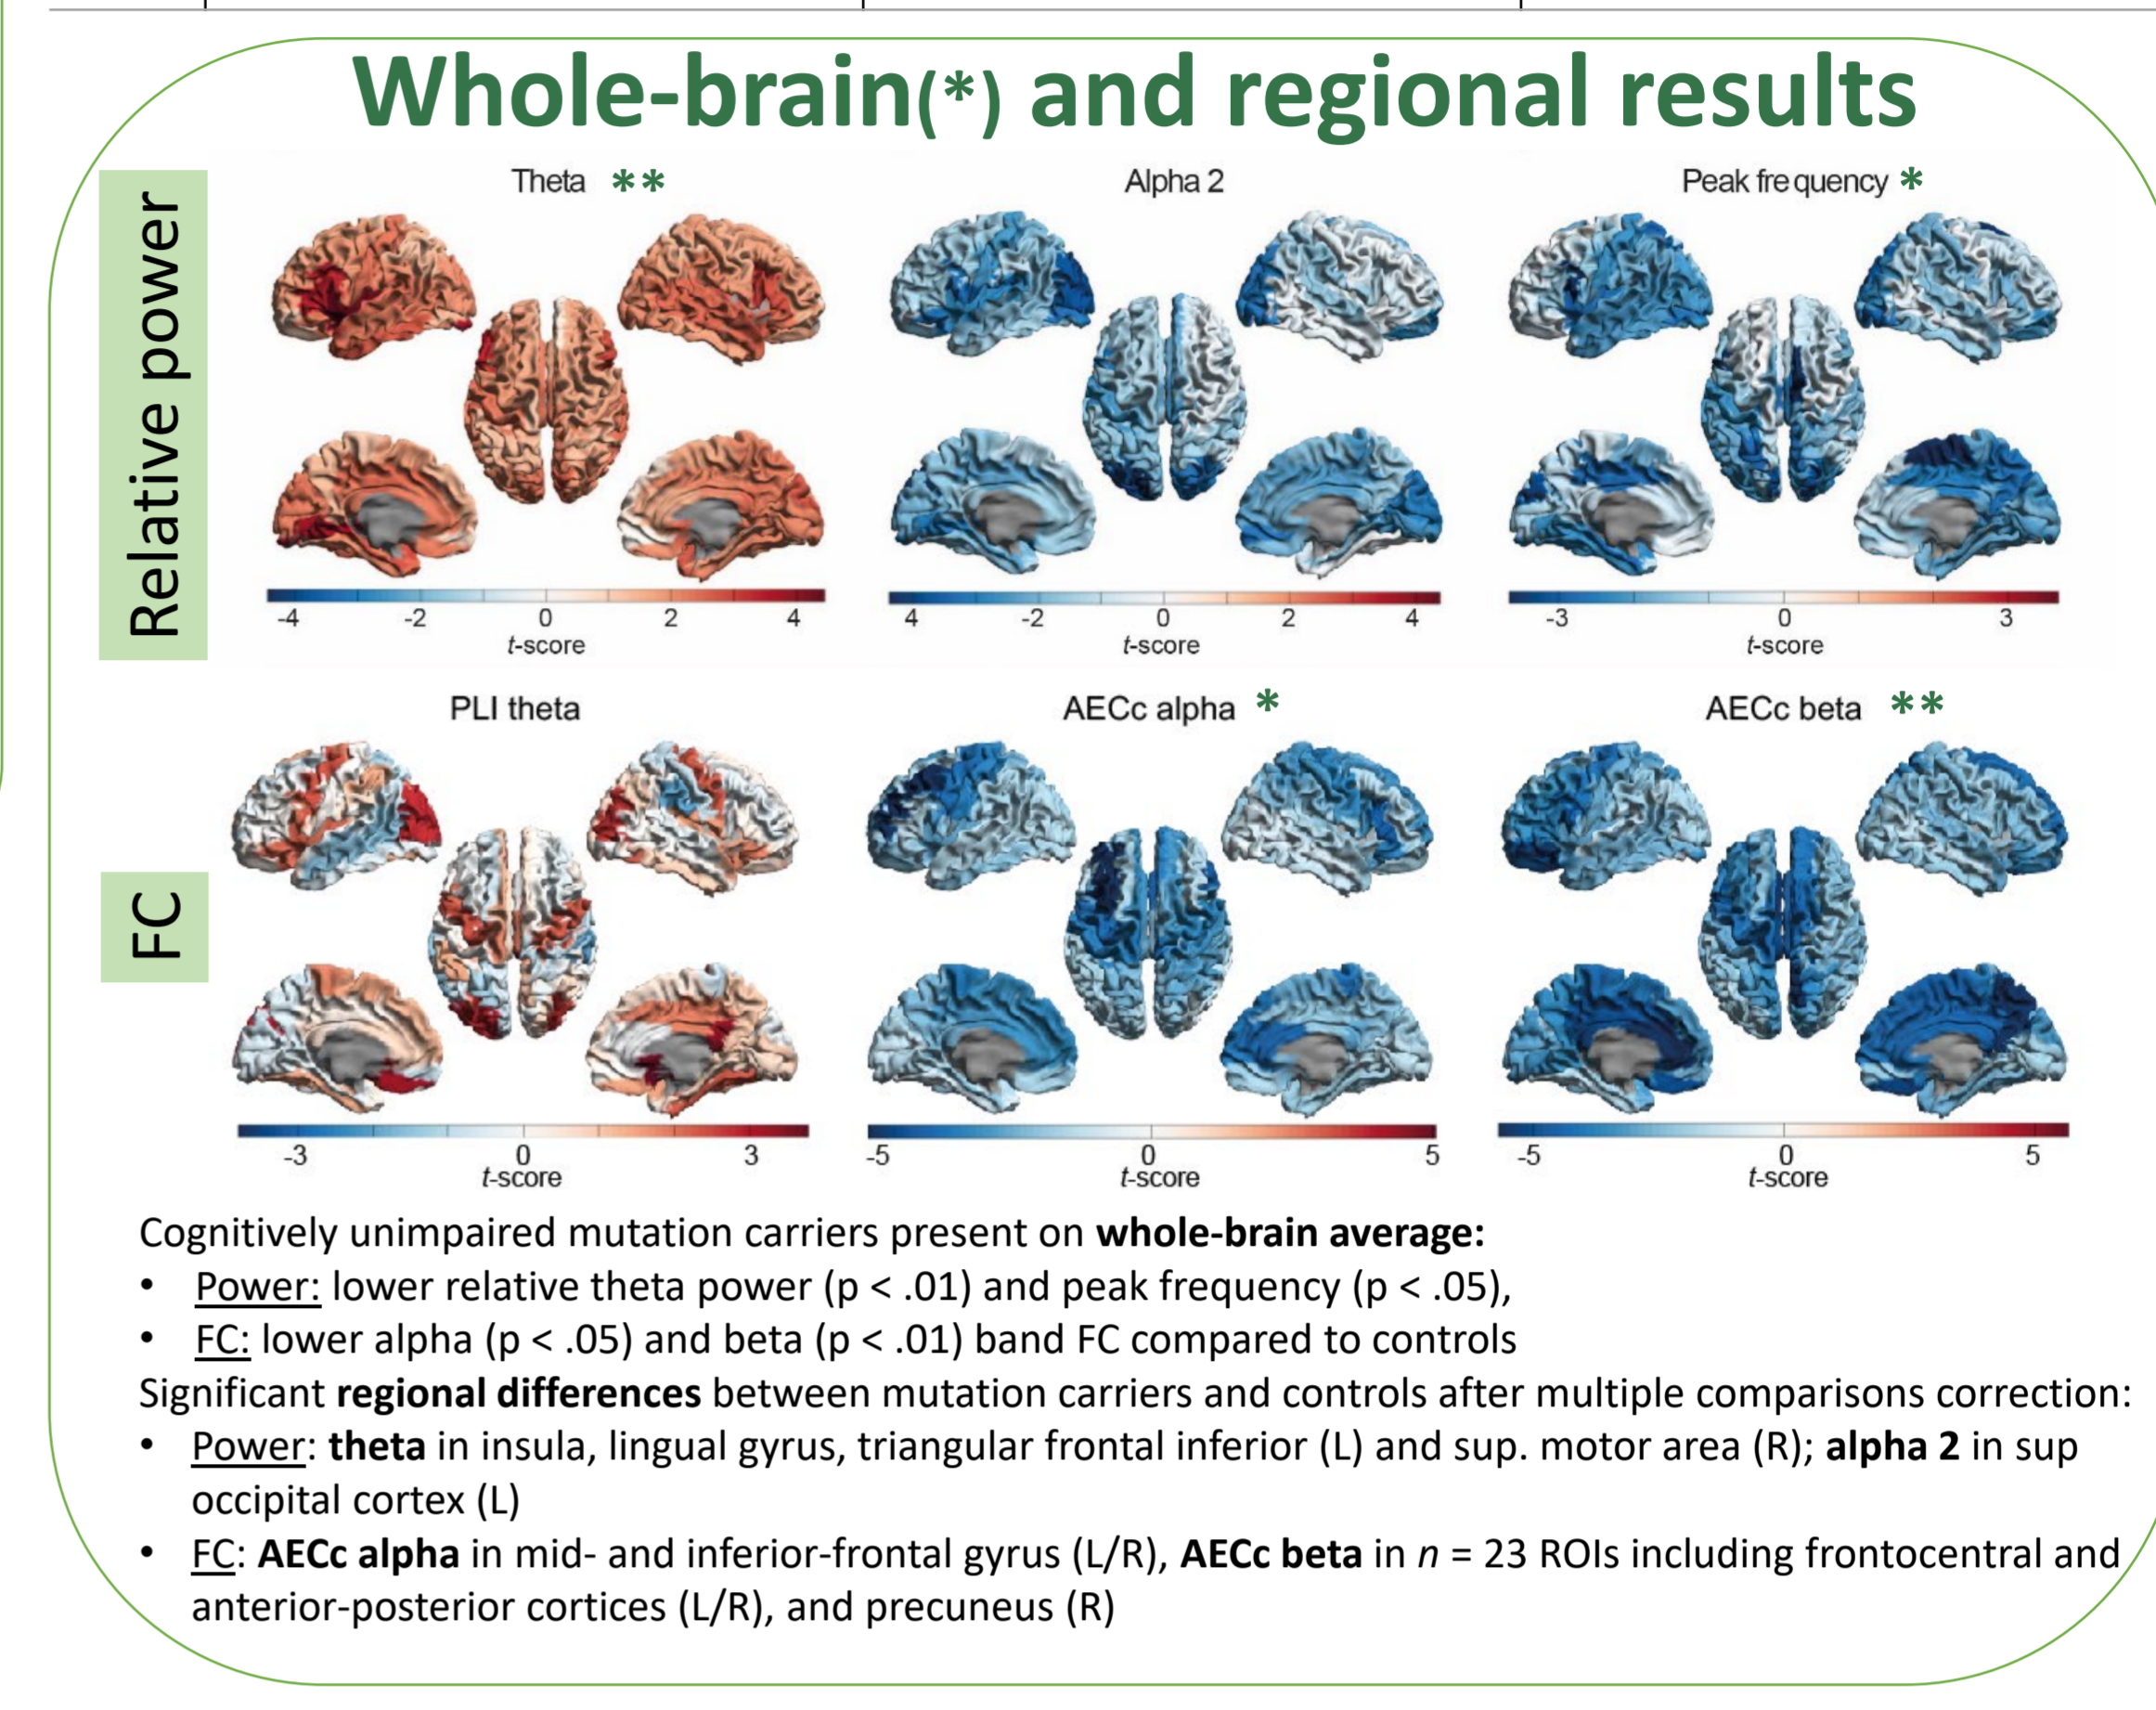 Whole-brain(*) and regional results
Relative power
Theta **
Alpha 2
Peak frequency *
-4 -2 0 2 4
t-score
4 -2 0 2 4
t-score
-3 0 3
t-score
FC
PLI theta
AECc alpha *
AECc beta **
-3 0 3
t-score
-5 0 5
t-score
-5 0 5
t-score
Cognitively unimpaired mutation carriers present on whole-brain average:
• Power: lower relative theta power (p < .01) and peak frequency (p < .05),
• FC: lower alpha (p < .05) and beta (p < .01) band FC compared to controls
Significant regional differences between mutation carriers and controls after multiple comparisons correction:
• Power: theta in insula, lingual gyrus, triangular frontal inferior (L) and sup. motor area (R); alpha 2 in sup
occipital cortex (L)
• FC: AECc alpha in mid- and inferior-frontal gyrus (L/R), AECc beta in n = 23 ROIs including frontocentral and
anterior-posterior cortices (L/R), and precuneus (R)